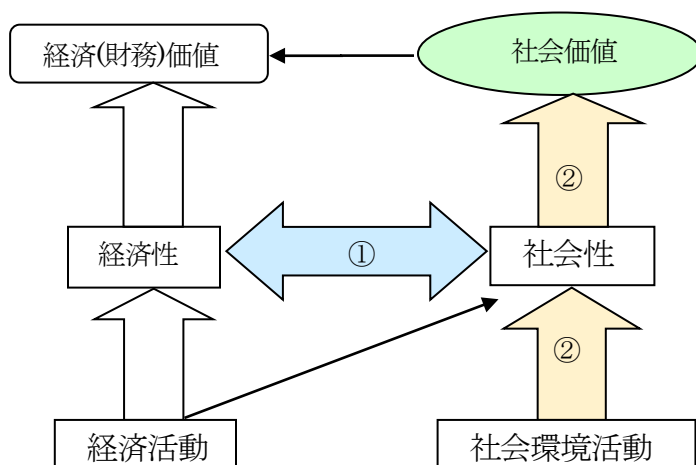 経済(財務)価値
社会価値
②
経済性
①
社会性
②
経済活動
社会環境活動